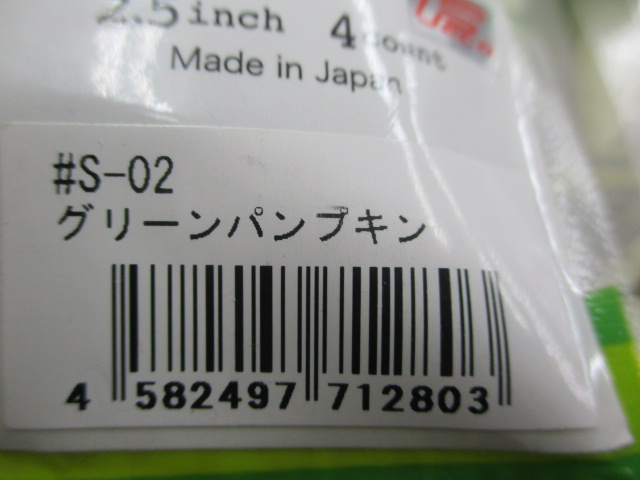 2.5inch 4count
Made in Japan
#S-02
グリーンパンプキン
4 582497 712803